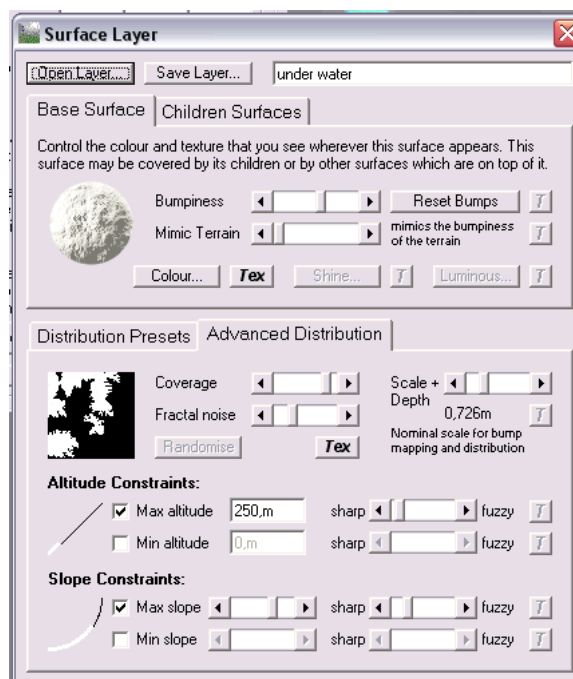 Surface Layer
Open Layer... Save Layer... under water
Base Surface Children Surfaces
Control the colour and texture that you see wherever this surface appears. This
surface may be covered by its children or by other surfaces which are on top of it.
Bumpiness Reset Bumps T
Mimic Terrain mimics the bumpiness
of the terrain T
Colour... Tex Shine... T Luminous... T
Distribution Presets Advanced Distribution
Coverage Scale +
Depth
Fractal noise 0,726m T
Randomise Tex Nominal scale for bump
mapping and distribution
Altitude Constraints:
Max altitude 250,m sharp fuzzy T
Min altitude 0,m sharp fuzzy T
Slope Constraints:
Max slope sharp fuzzy T
Min slope sharp fuzzy T